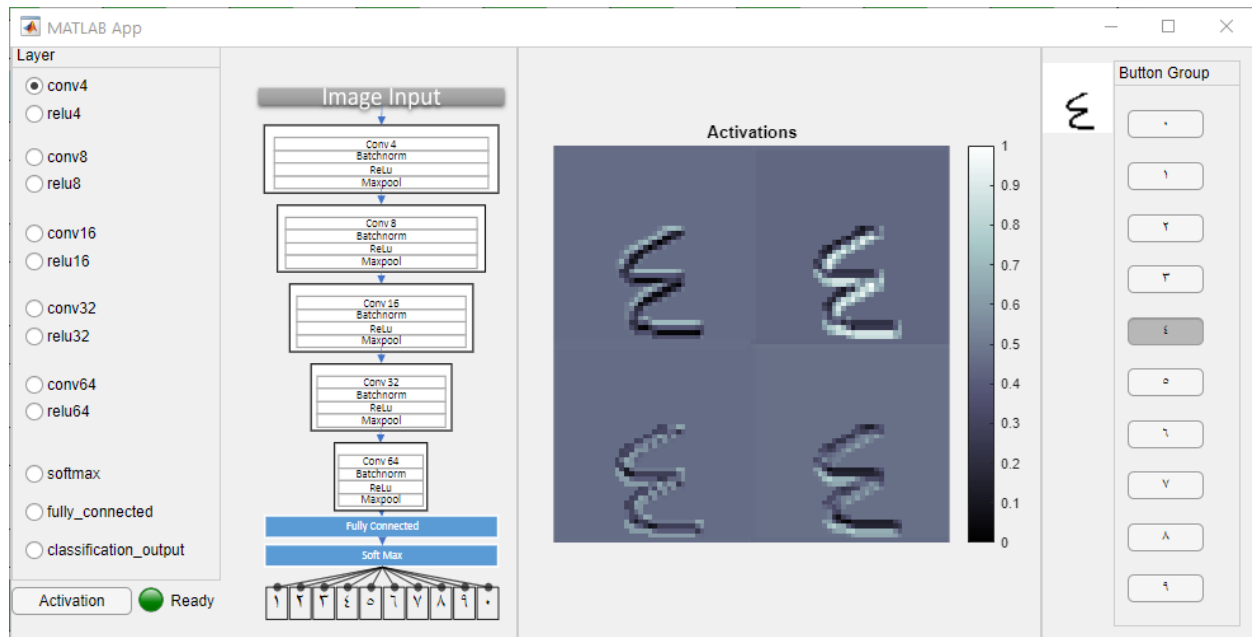 MATLAB App
Layer
conv4
relu4
conv8
relu8
conv16
relu16
conv32
relu32
conv64
relu64
softmax
fully_connected
classification_output
Activation
Ready
Image Input
Conv 4
Batchnorm
ReLu
Maxpool
Conv 8
Batchnorm
ReLu
Maxpool
Conv 16
Batchnorm
ReLu
Maxpool
Conv 32
Batchnorm
ReLu
Maxpool
Conv 64
Batchnorm
ReLu
Maxpool
Fully Connected
Soft Max
١ ٢ ٣ ٤ ٥ ٦ ٧ ٨ ٩ ٠
Activations
1
0.9
0.8
0.7
0.6
0.5
0.4
0.3
0.2
0.1
0
٤
Button Group
٠
١
٢
٣
٤
٥
٦
٧
٨
٩